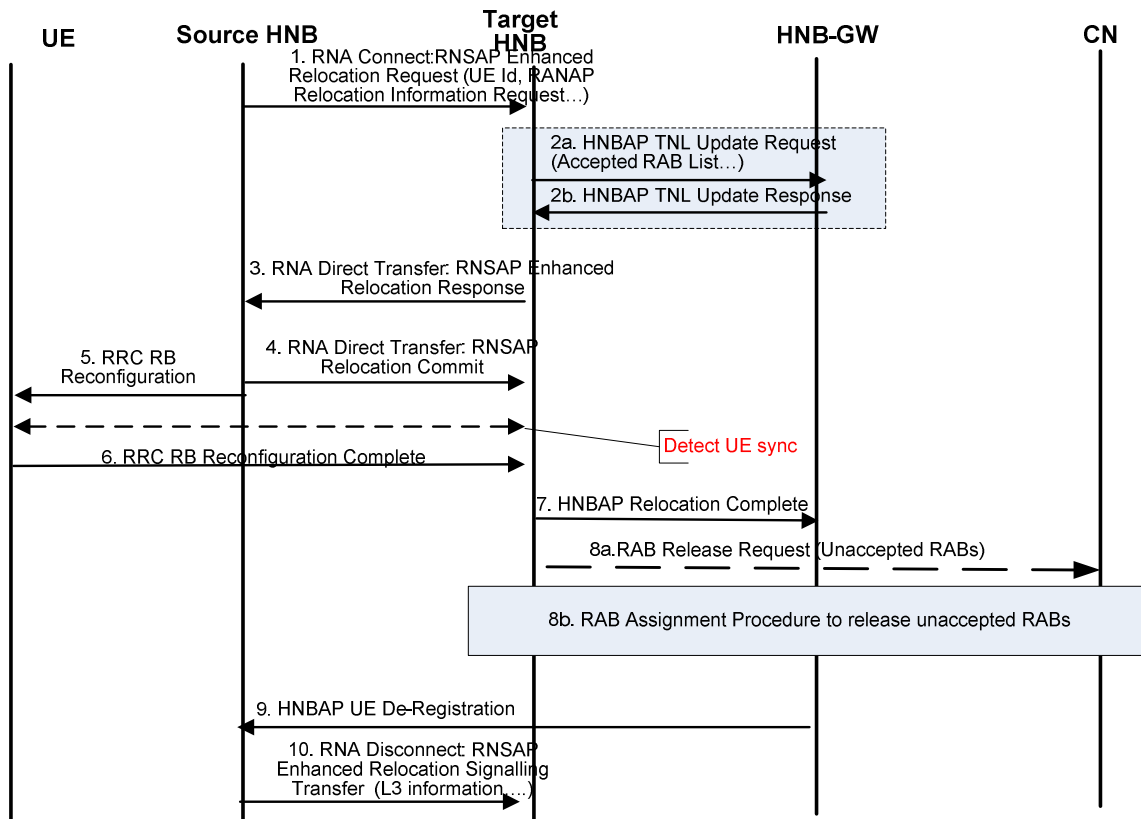 UE
Source HNB
Target
HNB
HNB-GW
CN
1. RNA Connect:RNSAP Enhanced
Relocation Request (UE Id, RANAP
Relocation Information Request…)
2a. HNBAP TNL Update Request
(Accepted RAB List…)
2b. HNBAP TNL Update Response
3. RNA Direct Transfer: RNSAP Enhanced
Relocation Response
4. RNA Direct Transfer: RNSAP
Relocation Commit
5. RRC RB
Reconfiguration
Detect UE sync
6. RRC RB Reconfiguration Complete
7. HNBAP Relocation Complete
8a.RAB Release Request (Unaccepted RABs)
8b. RAB Assignment Procedure to release unaccepted RABs
9. HNBAP UE De-Registration
10. RNA Disconnect: RNSAP
Enhanced Relocation Signalling
Transfer (L3 information,…)